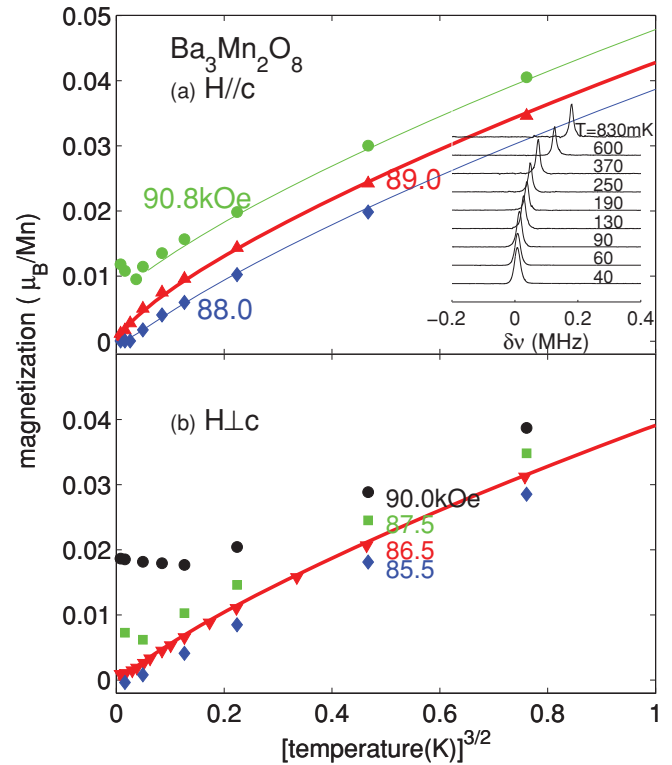 0.05
0.04
0.03
0.02
0.01
0
Ba₃Mn₂O₈
(a) H//c
90.8kOe
89.0
88.0
T=830mK
600
370
250
190
130
90
60
40
−0.2 0 0.2 0.4
δν (MHz)
magnetization ( μ_B/Mn)
(b) H⊥c
0.04
0.03
0.02
0.01
0
90.0kOe
87.5
86.5
85.5
0 0.2 0.4 0.6 0.8 1
[temperature(K)]^3/2